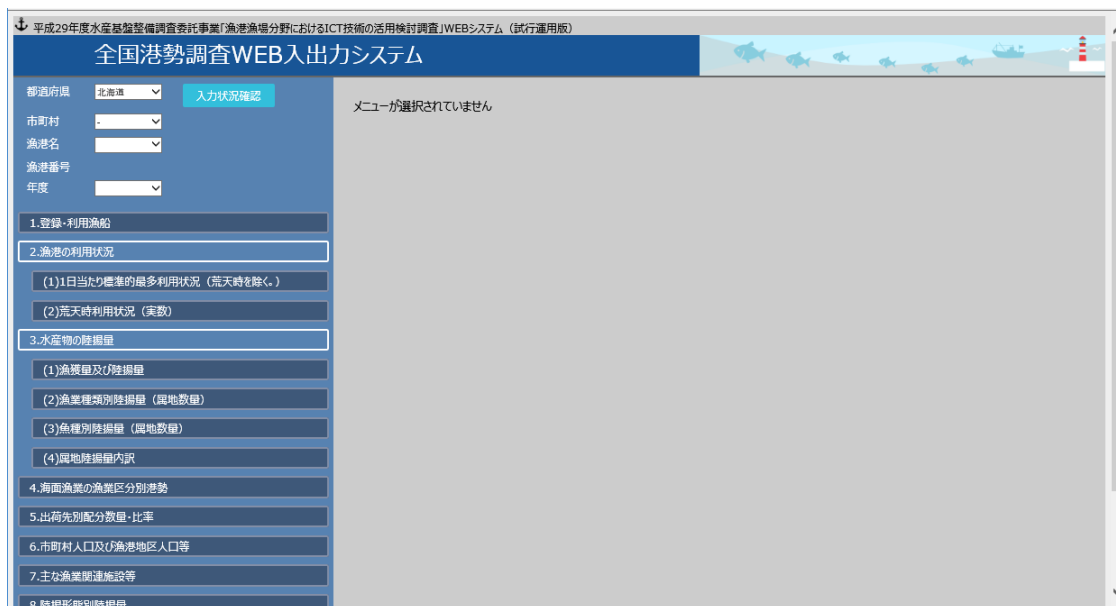 平成29年度水産基盤整備調査委託事業「漁港漁場分野におけるICT技術の活用検討調査」WEBシステム（試行運用版）
全国港勢調査WEB入出力システム
都道府県 北海道 入力状況確認
市町村 -
漁港名
漁港番号
年度
メニューが選択されていません
1.登録・利用漁船
2.漁港の利用状況
(1)1日当たり標準的最多利用状況（荒天時を除く。）
(2)荒天時利用状況（実数）
3.水産物の陸揚量
(1)漁獲量及び陸揚量
(2)漁業種類別陸揚量（属地数量）
(3)魚種別陸揚量（属地数量）
(4)属地陸揚量内訳
4.海面漁業の漁業区分別港勢
5.出荷先別配分数量・比率
6.市町村人口及び漁港地区人口等
7.主な漁業関連施設等
8.陸揚形態別陸揚量